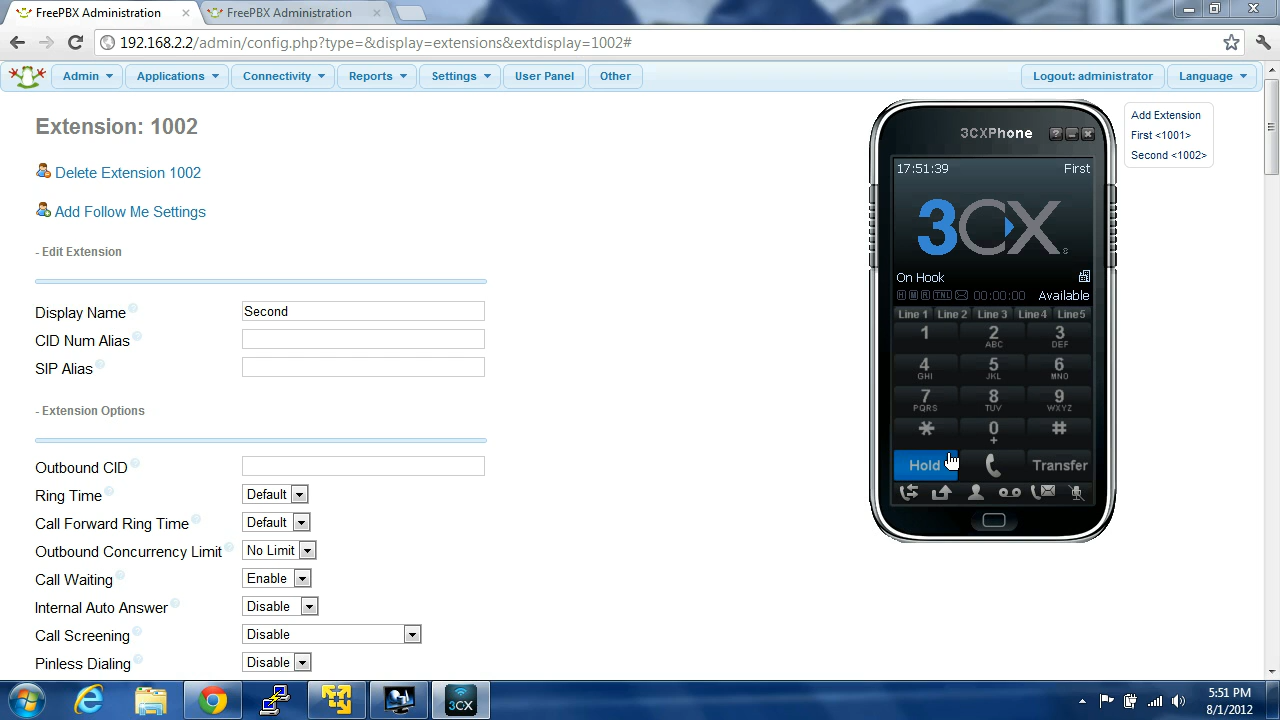 FreePBX Administration
FreePBX Administration
192.168.2.2/admin/config.php?type=&display=extensions&extdisplay=1002#
Admin Applications Connectivity Reports Settings User Panel Other Logout: administrator Language
Extension: 1002
Delete Extension 1002
Add Follow Me Settings
- Edit Extension
Display Name Second
CID Num Alias
SIP Alias
- Extension Options
Outbound CID
Ring Time Default
Call Forward Ring Time Default
Outbound Concurrency Limit No Limit
Call Waiting Enable
Internal Auto Answer Disable
Call Screening Disable
Pinless Dialing Disable
3CXPhone
17:51:39 First
3CX
On Hook
H M R TNL 00:00:00 Available
Line 1 Line 2 Line 3 Line 4 Line 5
1 2 ABC 3 DEF
4 GHI 5 JKL 6 MNO
7 PQRS 8 TUV 9 WXYZ
* 0 + #
Hold Transfer
Add Extension
First <1001>
Second <1002>
3CX
5:51 PM
8/1/2012